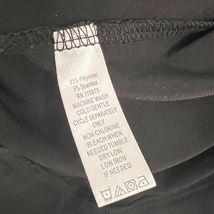 95% Polyester
5% Spandex
RN 115078
MACHINE WASH
COLD GENTLE
CYCLE SEPARATELY
ONLY
NON-CHLORINE
BLEACH WHEN
NEEDED TUMBLE
DRY LOW
LOW IRON
IF NEEDED